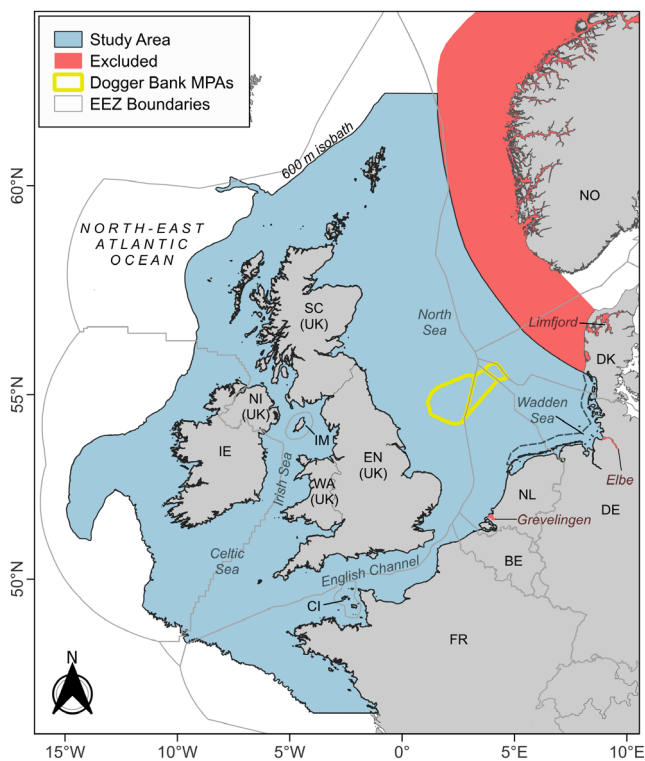 Study Area
Excluded
Dogger Bank MPAs
EEZ Boundaries
600 m isobath
60°N
NO
NORTH-EAST
ATLANTIC
OCEAN
SC
(UK)
North
Sea
Limfjord
DK
55°N
NI
(UK)
Wadden
Sea
IM
IE
EN
(UK)
Irish Sea
WA
(UK)
Elbe
NL
DE
Grevelingen
Celtic
Sea
English Channel
BE
50°N
CI
FR
N
15°W
10°W
5°W
0°
5°E
10°E